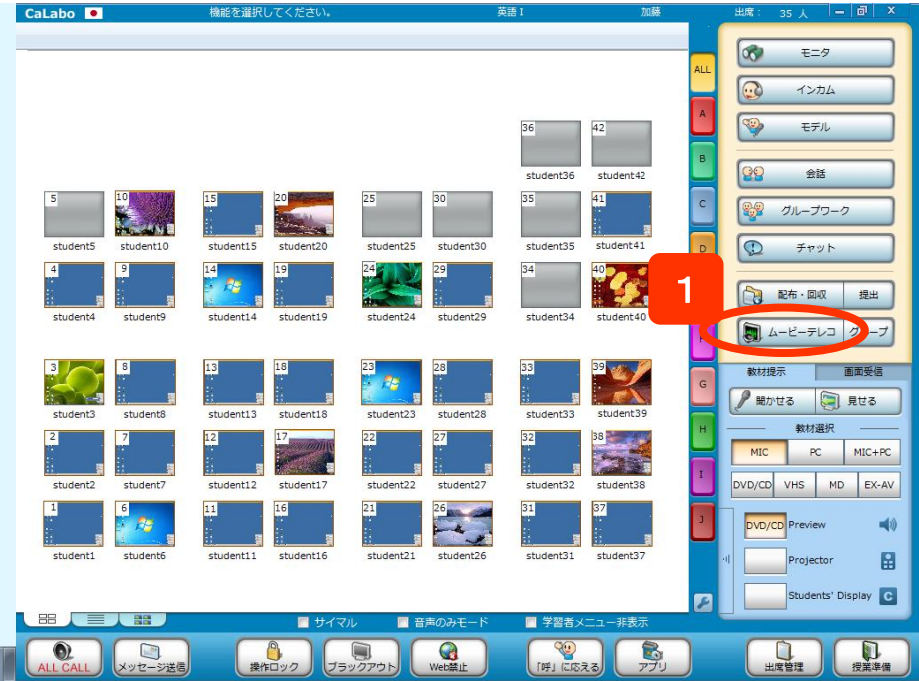 CaLabo 機能を選択してください。 英語 I 加藤 出席： 35 人
モニタ
ALL
インカム
A
36 42
モデル
B
student36 student42
会話
5 10 15 20 25 30 35 41
C
グループワーク
student5 student10 student15 student20 student25 student30 student35 student41
D
チャット
4 9 14 19 24 29 34 40
1
配布・回収 提出
student4 student9 student14 student19 student24 student29 student34 student40
ムービーテレコ グループ
F
3 8 13 18 23 28 33 39
教材提示 画面受信
G
聞かせる 見せる
student3 student8 student13 student18 student23 student28 student33 student39
H
教材選択
2 7 12 17 22 27 32 38
MIC PC MIC+PC
student2 student7 student12 student17 student22 student27 student32 student38
I
DVD/CD VHS MD EX-AV
1 6 11 16 21 26 31 37
J
DVD/CD Preview
student1 student6 student11 student16 student21 student26 student31 student37
Projector
Students' Display C
サイマル 音声のみモード 学習者メニュー非表示
ALL CALL メッセージ送信 操作ロック ブラックアウト Web禁止 「呼」に応える アプリ 出席管理 授業準備